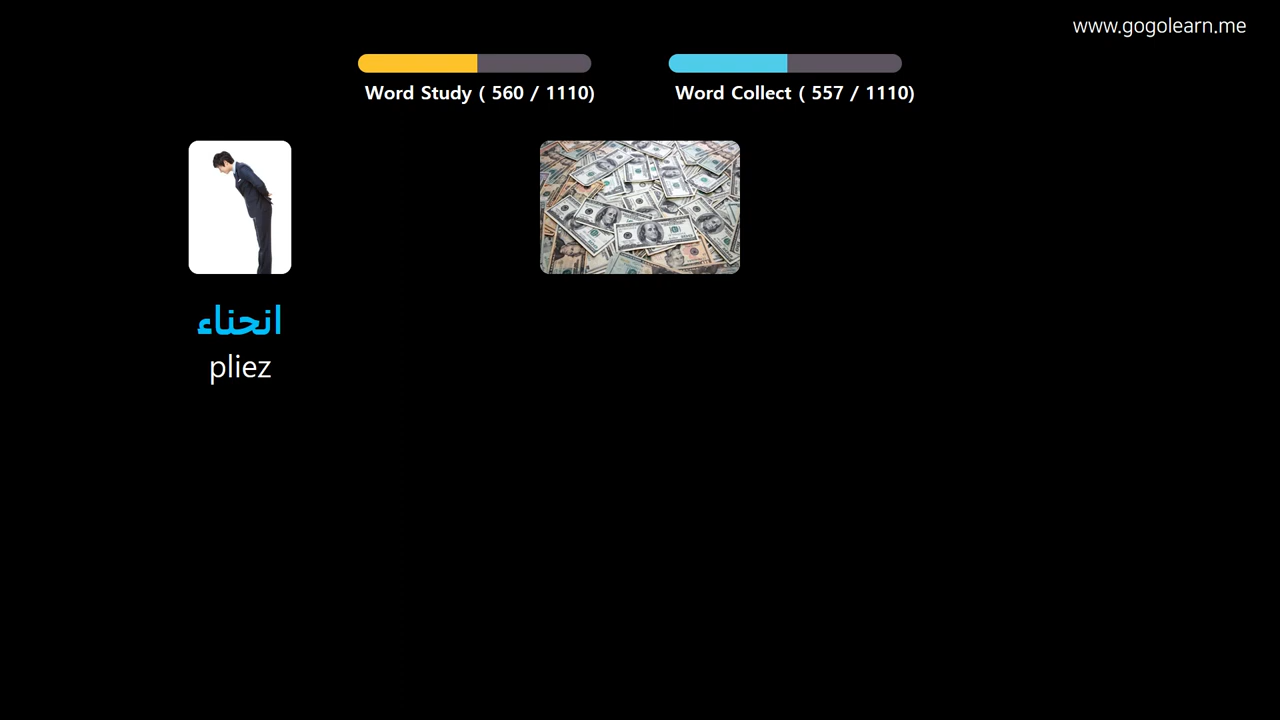 www.gogolearn.me
Word Study ( 560 / 1110)
Word Collect ( 557 / 1110)
انحناء
pliez